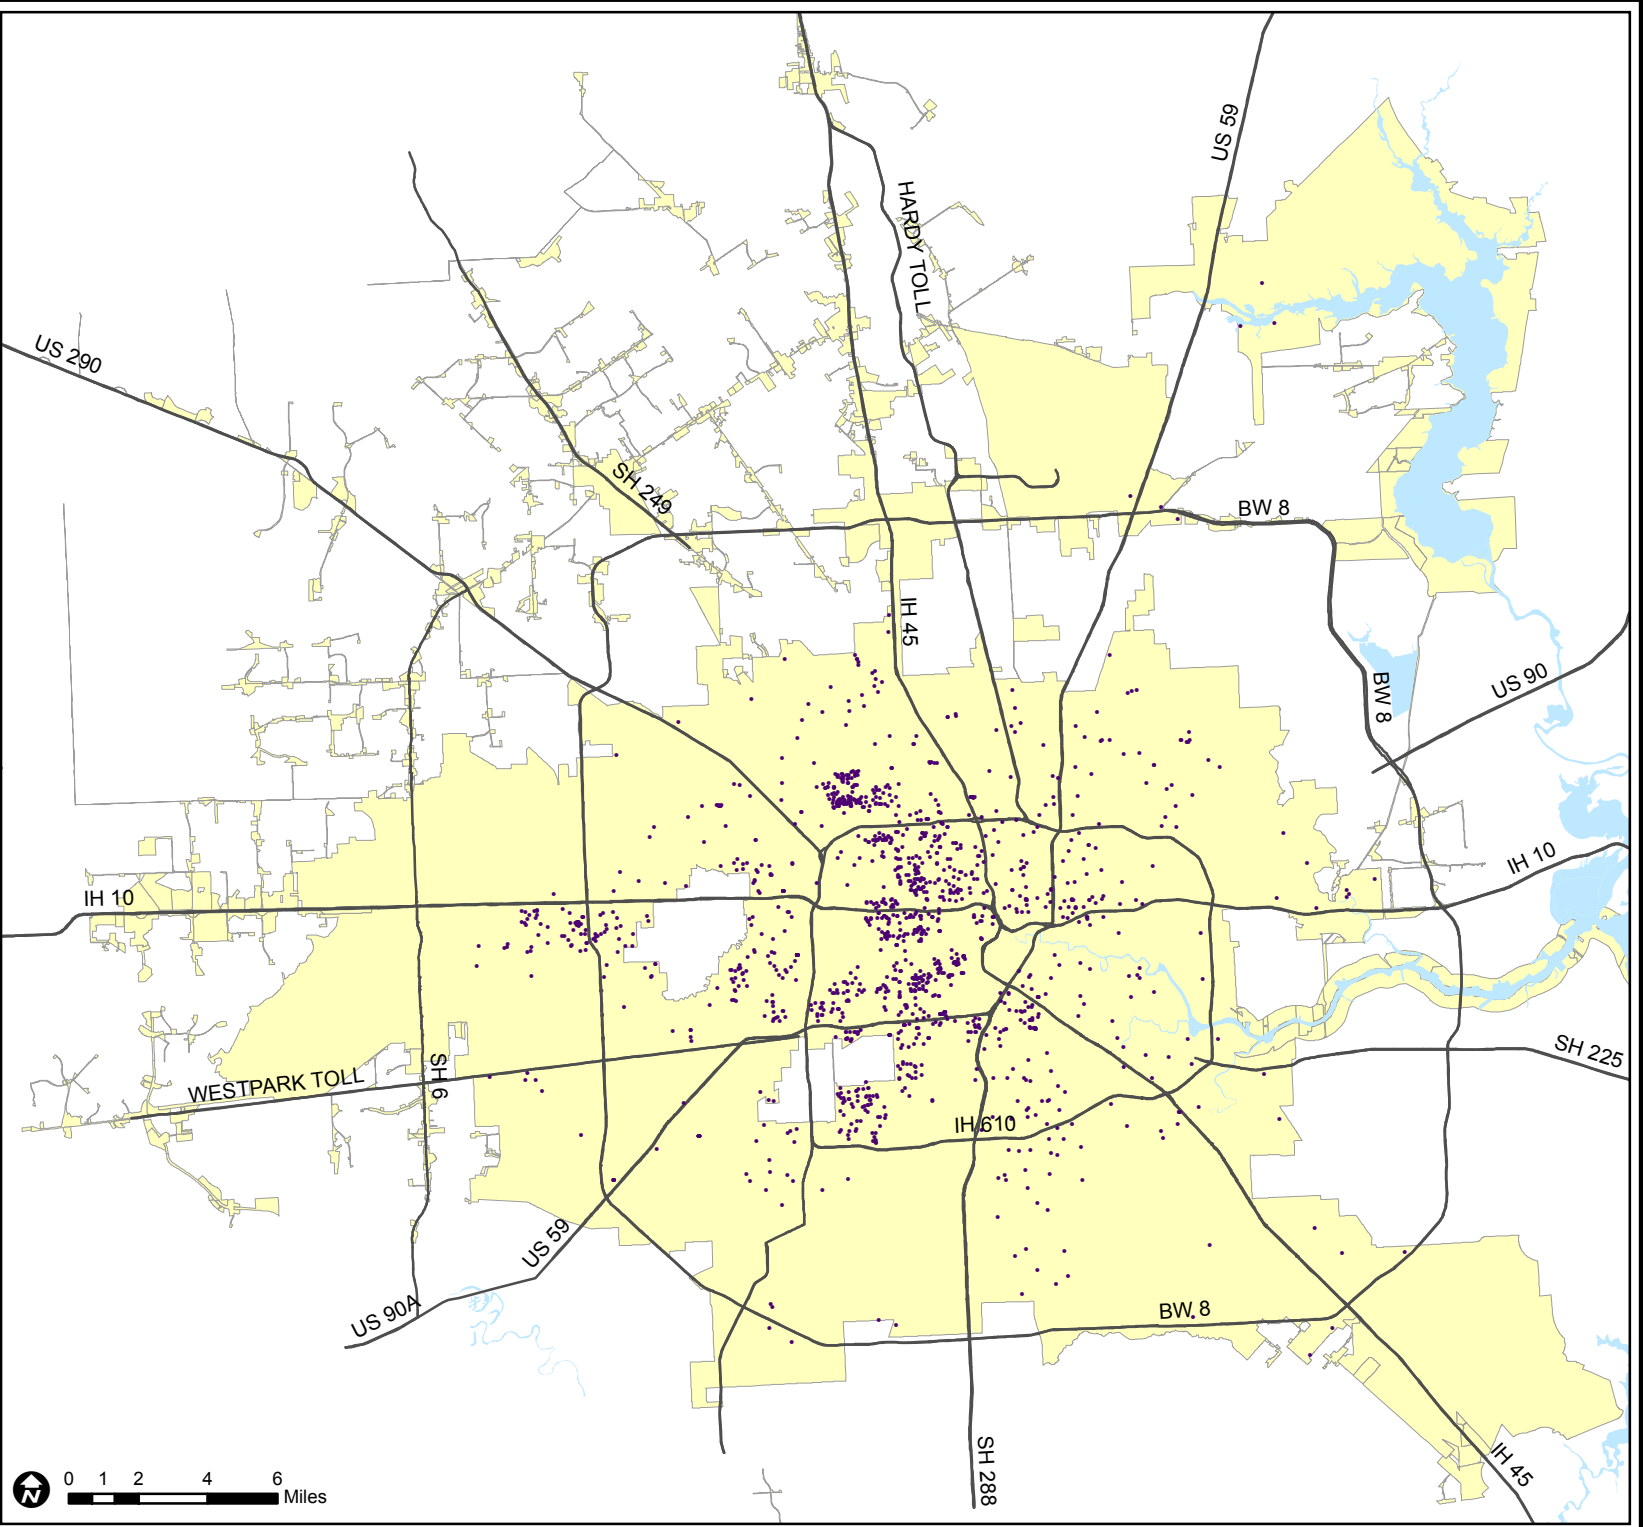 US 59
HARDY TOLL
US 290
SH 249
BW 8
IH 45
US 90
BW 8
IH 10
IH 10
SH 225
SH 6
WESTPARK TOLL
IH 610
US 59
BW 8
US 90A
IH 45
SH 288
0 1 2 4 6
Miles
N